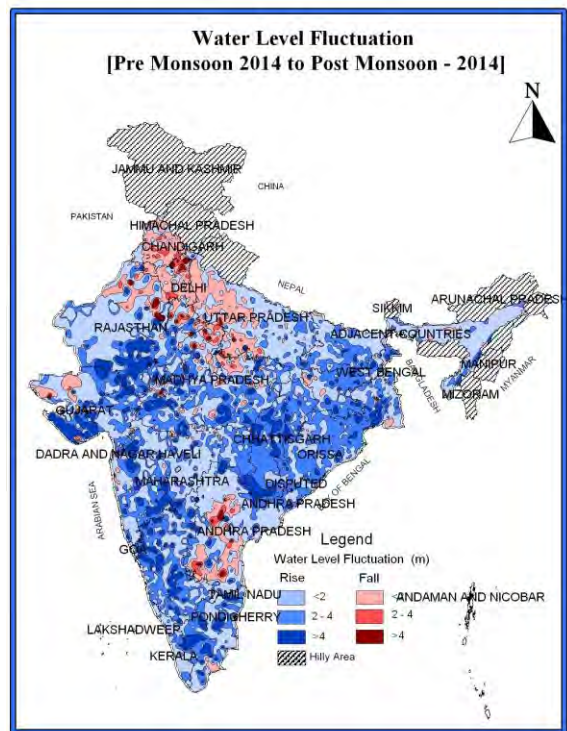 Water Level Fluctuation
[Pre Monsoon 2014 to Post Monsoon - 2014]
N
JAMMU AND KASHMIR
CHINA
PAKISTAN
HIMACHAL PRADESH
CHANDIGARH
DELHI
NEPAL
ARUNACHAL PRADESH
SIKKIM
UTTAR PRADESH
RAJASTHAN
ADJACENT COUNTRIES
MANIPUR
MYANMAR
BANGLADESH
WEST BENGAL
MADHYA PRADESH
MIZORAM
GUJARAT
CHHATTISGARH
DADRA AND NAGAR HAVELI
ORISSA
MAHARASHTRA
DISPUTED
OF BENGAL
ARABIAN SEA
ANDHRA PRADESH
ANDHRA PRADESH
GOA
Legend
Water Level Fluctuation (m)
Rise Fall
<2 <
ANDAMAN AND NICOBAR
TAMIL NADU
2 - 4 2 - 4
PONDICHERRY
>4 >4
LAKSHADWEEP
KERALA
Hilly Area